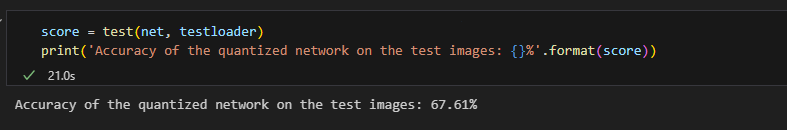 score = test(net, testloader)
print('Accuracy of the quantized network on the test images: {}%'.format(score))
21.0s
Accuracy of the quantized network on the test images: 67.61%